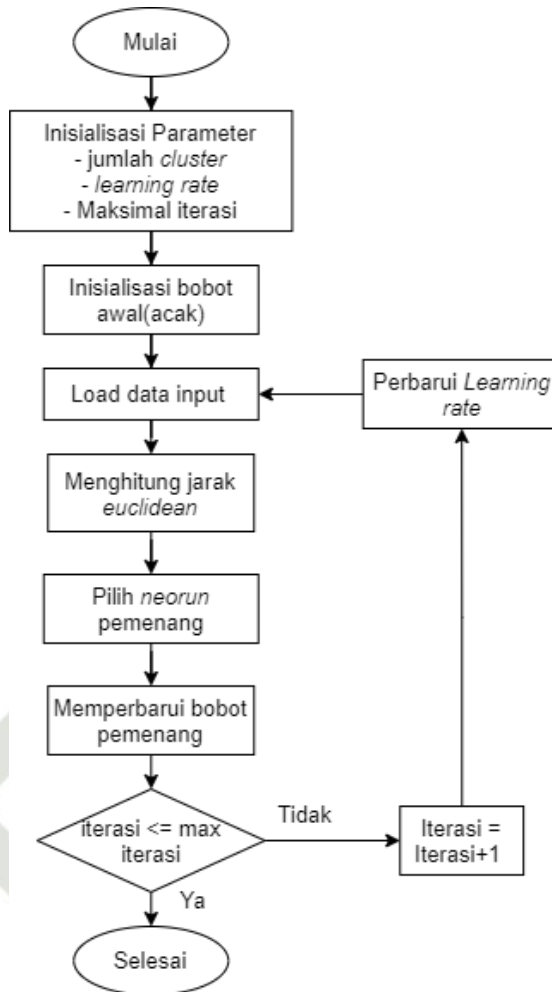 Mulai
Inisialisasi Parameter
- jumlah cluster
- learning rate
- Maksimal iterasi
Inisialisasi bobot
awal(acak)
Load data input
Perbarui Learning
rate
Menghitung jarak
euclidean
Pilih neorun
pemenang
Memperbarui bobot
pemenang
iterasi <= max
iterasi
Tidak
Iterasi =
Iterasi+1
Ya
Selesai